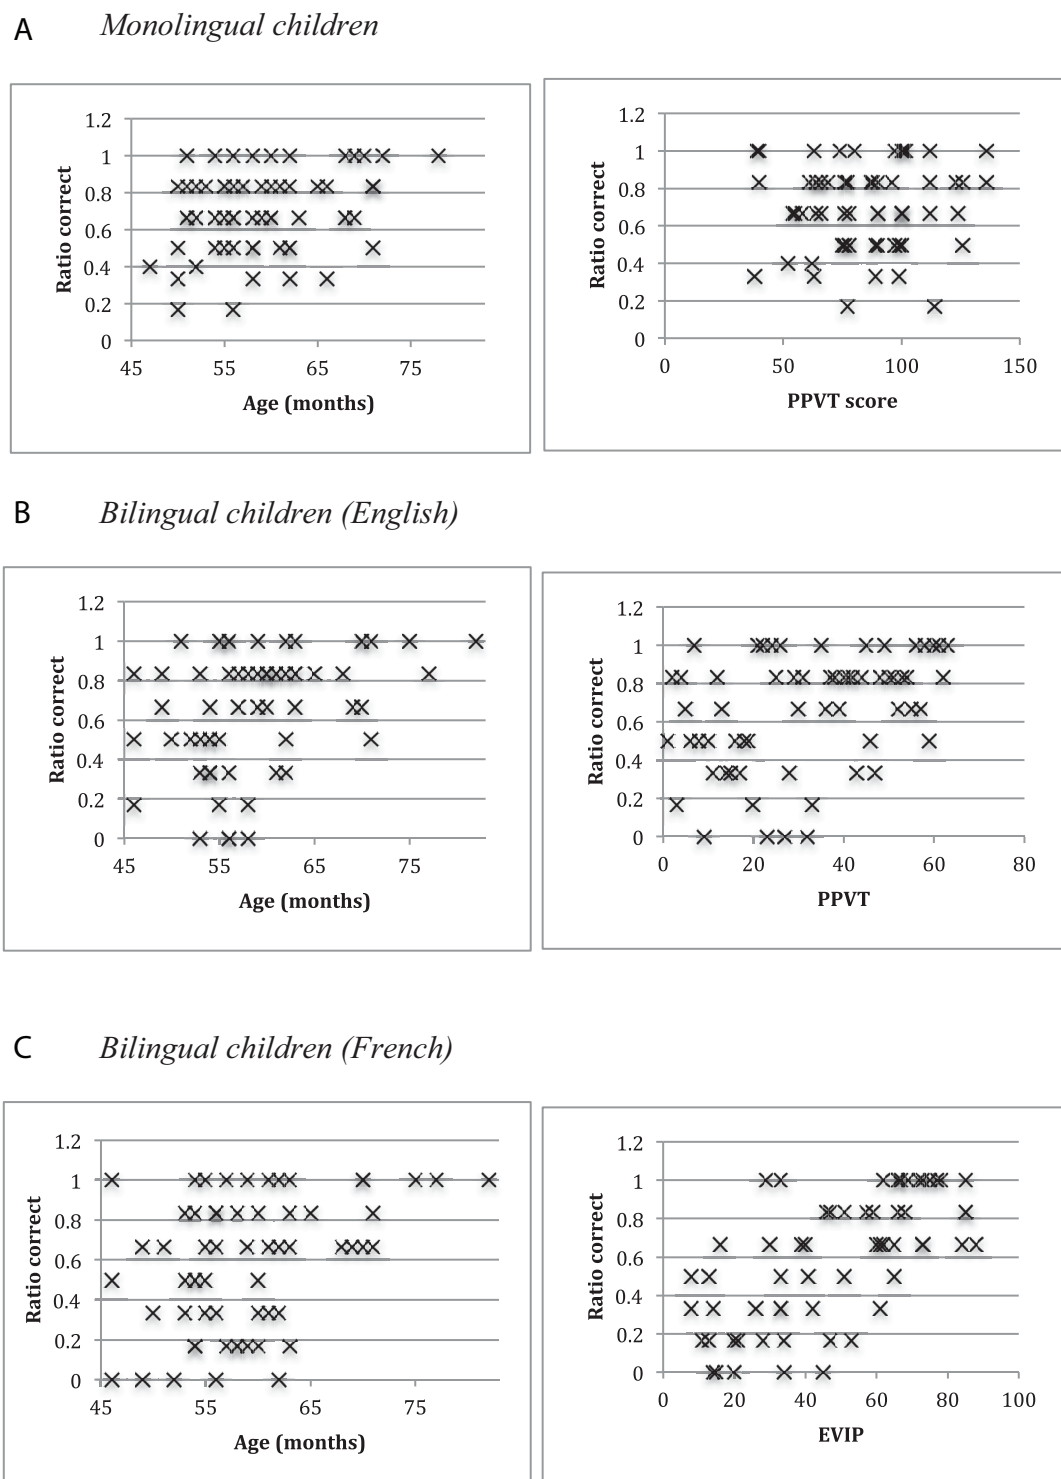 A Monolingual children
1.2
1
0.8
0.6
0.4
0.2
0
Ratio correct
45 55 65 75
Age (months)
1.2
1
0.8
0.6
0.4
0.2
0
Ratio correct
0 50 100 150
PPVT score
B Bilingual children (English)
1.2
1
0.8
0.6
0.4
0.2
0
Ratio correct
45 55 65 75
Age (months)
1.2
1
0.8
0.6
0.4
0.2
0
Ratio correct
0 20 40 60 80
PPVT
C Bilingual children (French)
1.2
1
0.8
0.6
0.4
0.2
0
Ratio correct
45 55 65 75
Age (months)
1.2
1
0.8
0.6
0.4
0.2
0
Ratio correct
0 20 40 60 80 100
EVIP